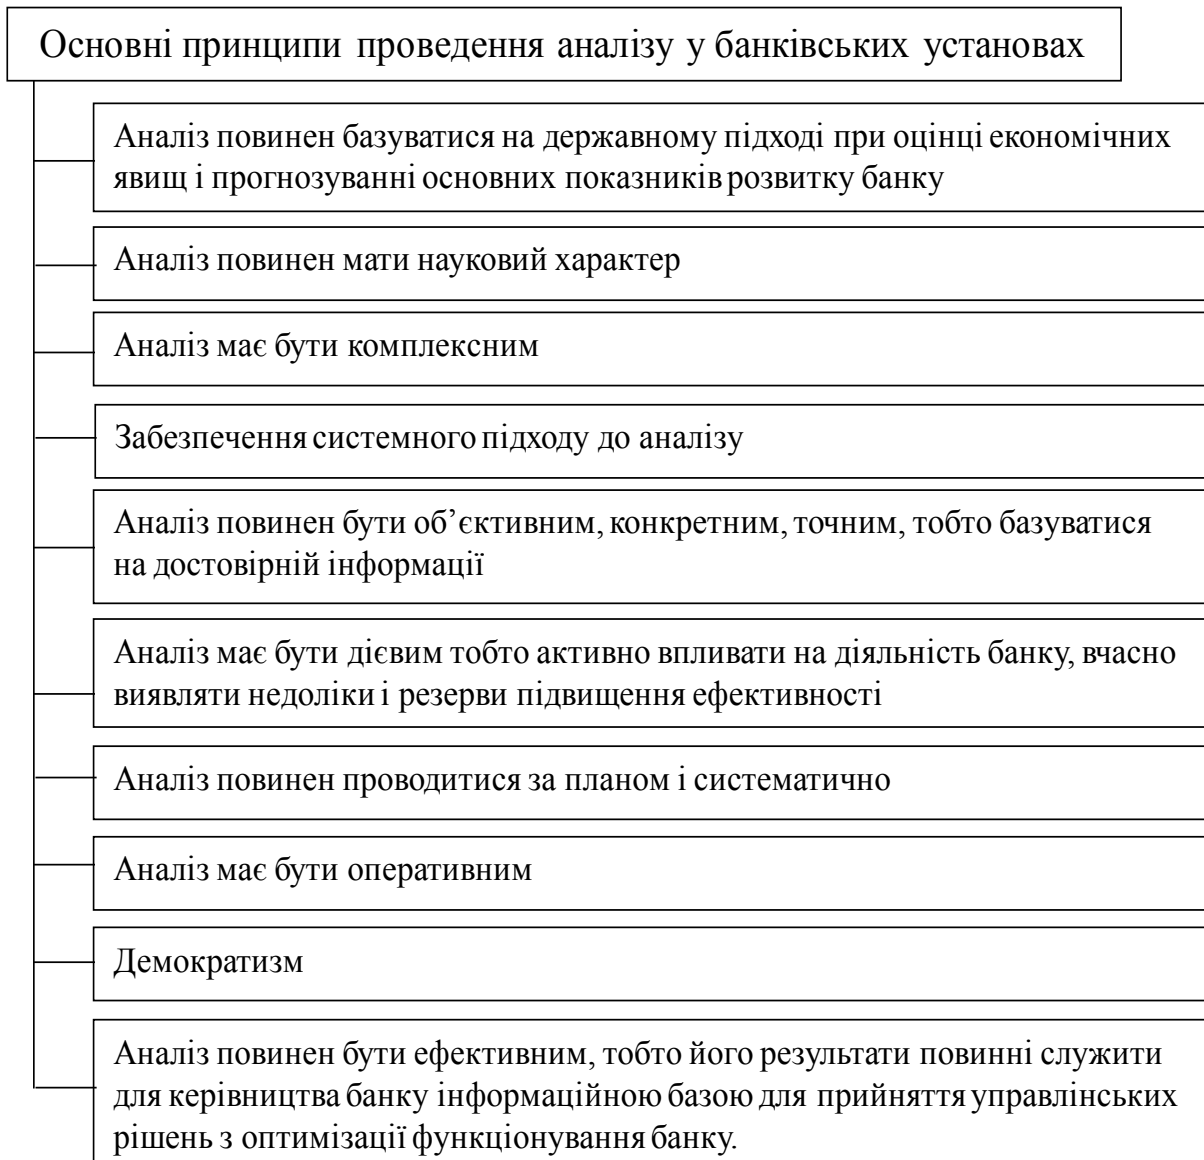 Основні принципи проведення аналізу у банківських установах
Аналіз повинен базуватися на державному підході при оцінці економічних
явищ і прогнозуванні основних показників розвитку банку
Аналіз повинен мати науковий характер
Аналіз має бути комплексним
Забезпечення системного підходу до аналізу
Аналіз повинен бути об’єктивним, конкретним, точним, тобто базуватися
на достовірній інформації
Аналіз має бути дієвим тобто активно впливати на діяльність банку, вчасно
виявляти недоліки і резерви підвищення ефективності
Аналіз повинен проводитися за планом і систематично
Аналіз має бути оперативним
Демократизм
Аналіз повинен бути ефективним, тобто його результати повинні служити
для керівництва банку інформаційною базою для прийняття управлінських
рішень з оптимізації функціонування банку.